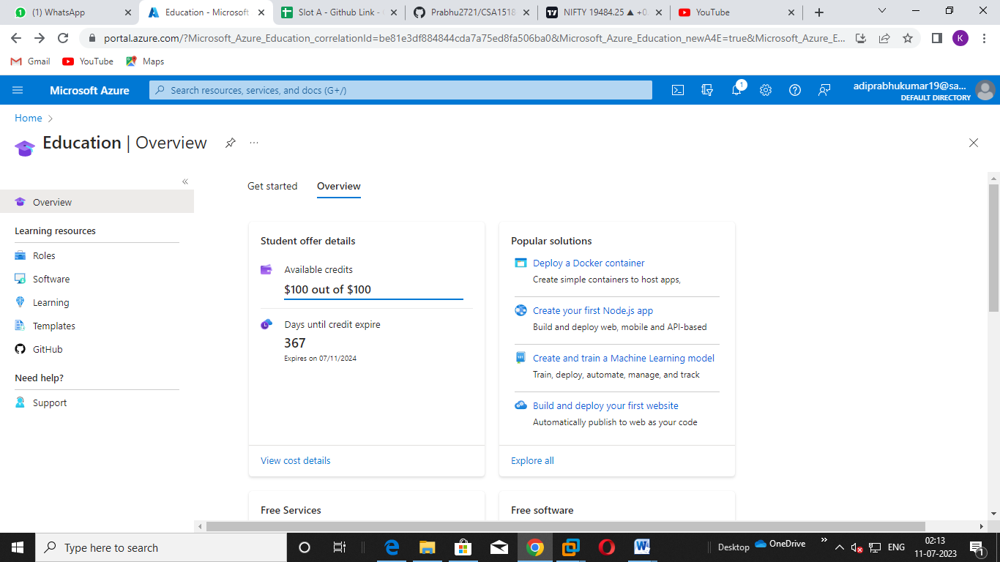 (1) WhatsApp
Education - Microsoft
Slot A - Github Link -
Prabhu2721/CSA1518
NIFTY 19484.25 ▲ +0.
YouTube
portal.azure.com/?Microsoft_Azure_Education_correlationId=be81e3df884844cda7a75ed8fa506ba0&Microsoft_Azure_Education_newA4E=true&Microsoft_Azure_E...
K
Gmail
YouTube
Maps
Microsoft Azure
Search resources, services, and docs (G+/)
1
adiprabhukumar19@sa...
DEFAULT DIRECTORY
Home
Education | Overview
...
«
Overview
Learning resources
Roles
Software
Learning
Templates
GitHub
Need help?
Support
Get started
Overview
Student offer details
Available credits
$100 out of $100
Days until credit expire
367
Expires on 07/11/2024
View cost details
Popular solutions
Deploy a Docker container
Create simple containers to host apps,
Create your first Node.js app
Build and deploy web, mobile and API-based
Create and train a Machine Learning model
Train, deploy, automate, manage, and track
Build and deploy your first website
Automatically publish to web as your code
Explore all
Free Services
Free software
Type here to search
Desktop
OneDrive
»
ENG
02:13
11-07-2023
1